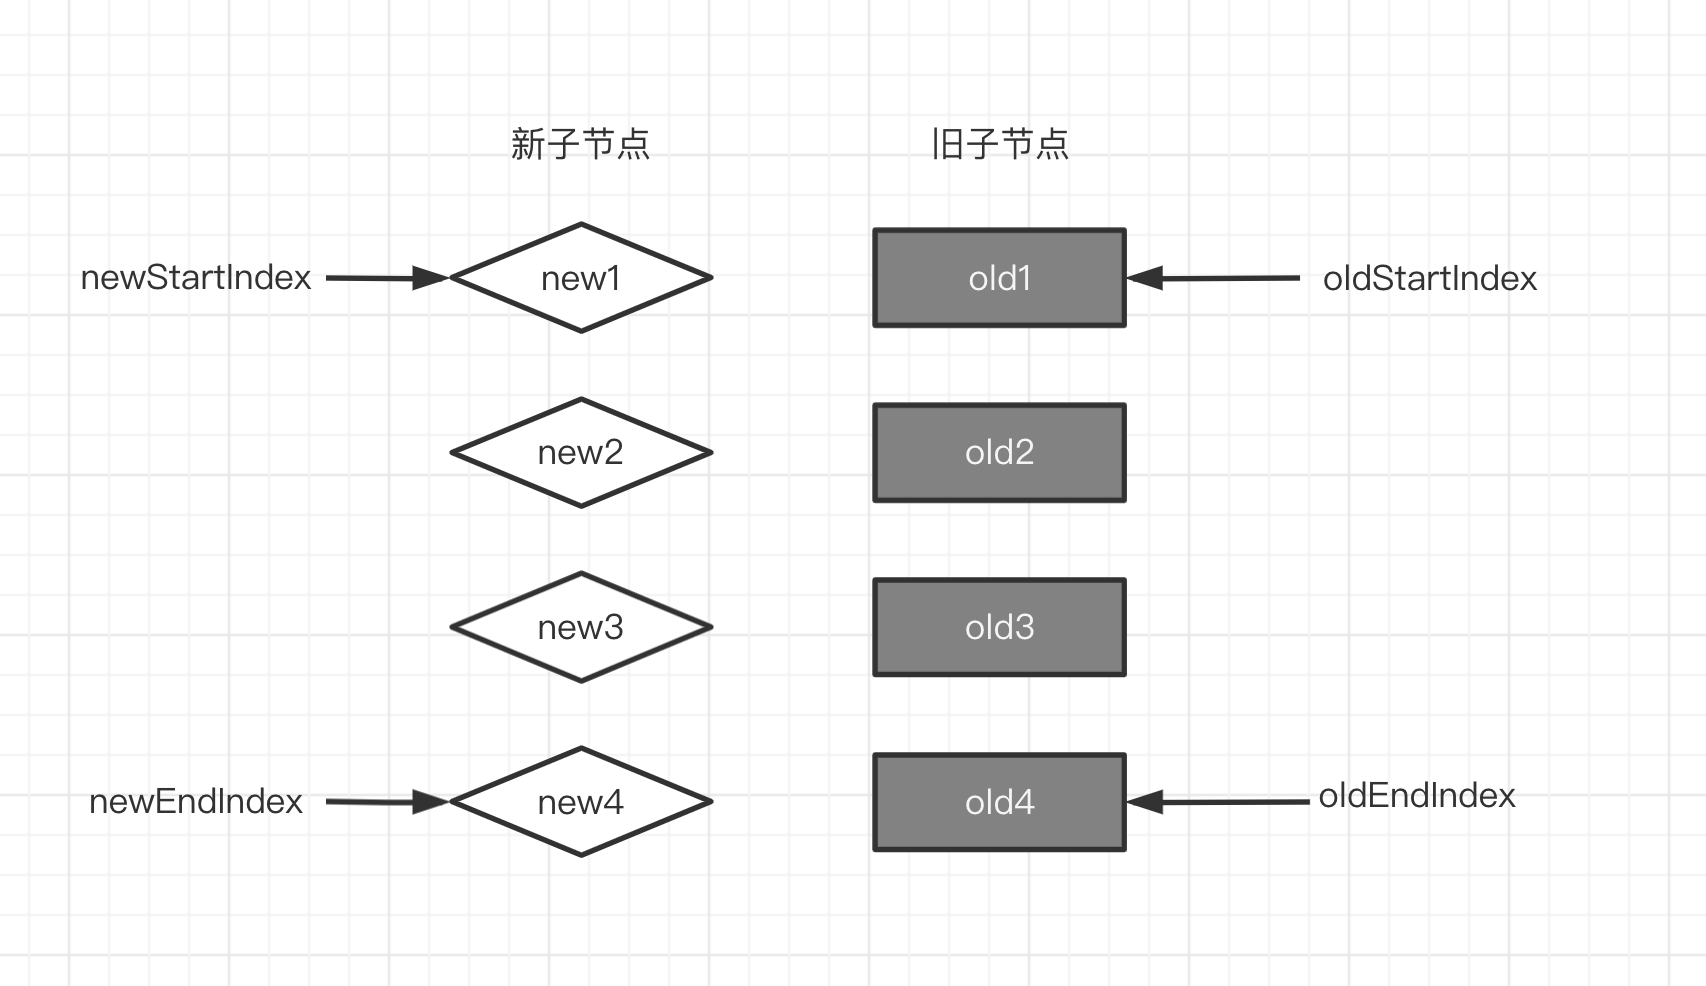 新子节点 旧子节点
newStartIndex new1 old1 oldStartIndex
new2 old2
new3 old3
newEndIndex new4 old4 oldEndIndex